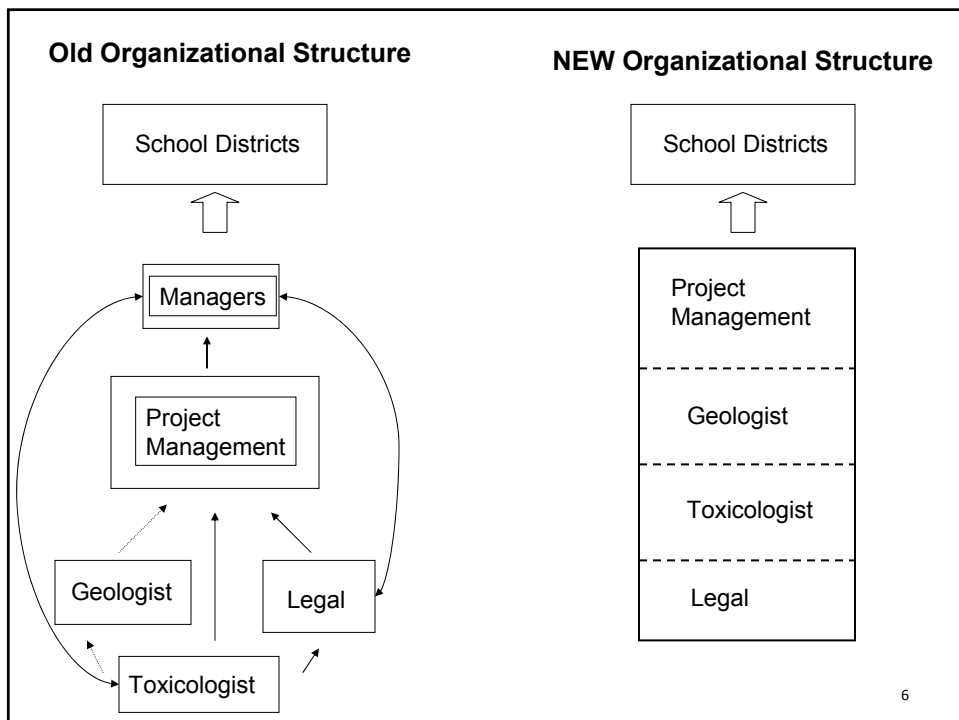 Old Organizational Structure
School Districts
Managers
Project
Management
Geologist
Legal
Toxicologist
NEW Organizational Structure
School Districts
Project
Management
Geologist
Toxicologist
Legal
6